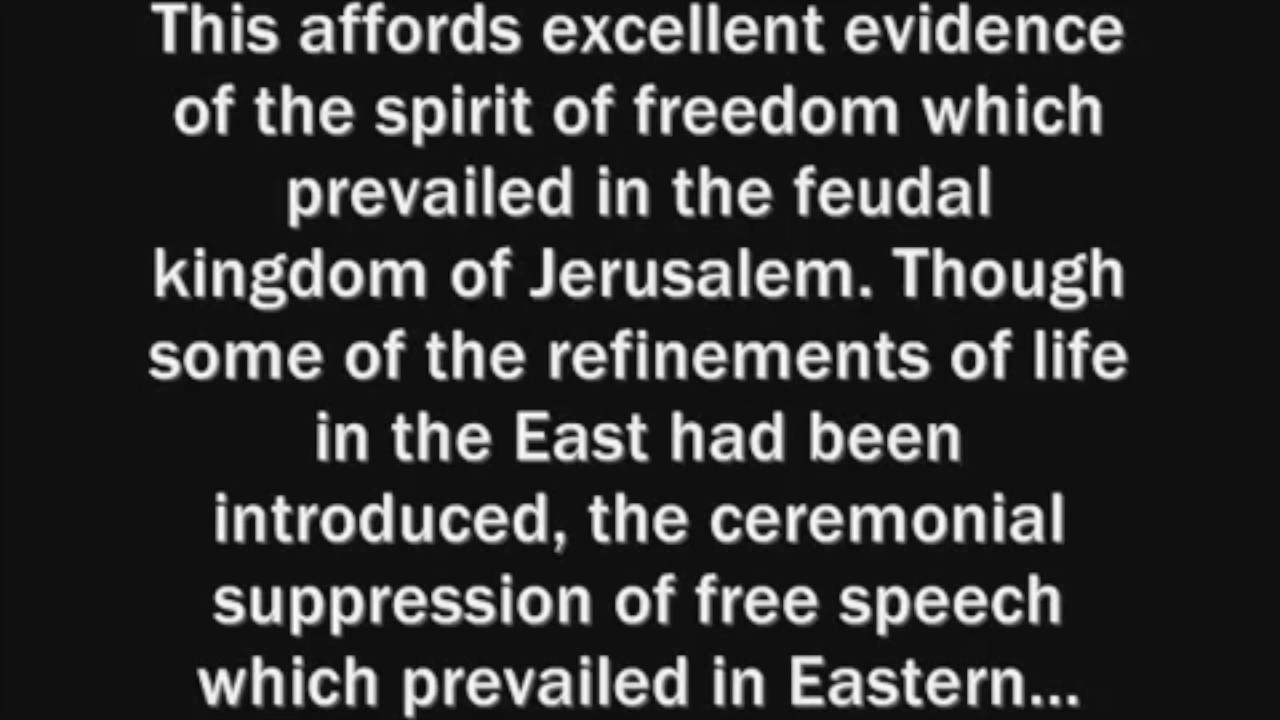 This affords excellent evidence
of the spirit of freedom which
prevailed in the feudal
kingdom of Jerusalem. Though
some of the refinements of life
in the East had been
introduced, the ceremonial
suppression of free speech
which prevailed in Eastern...